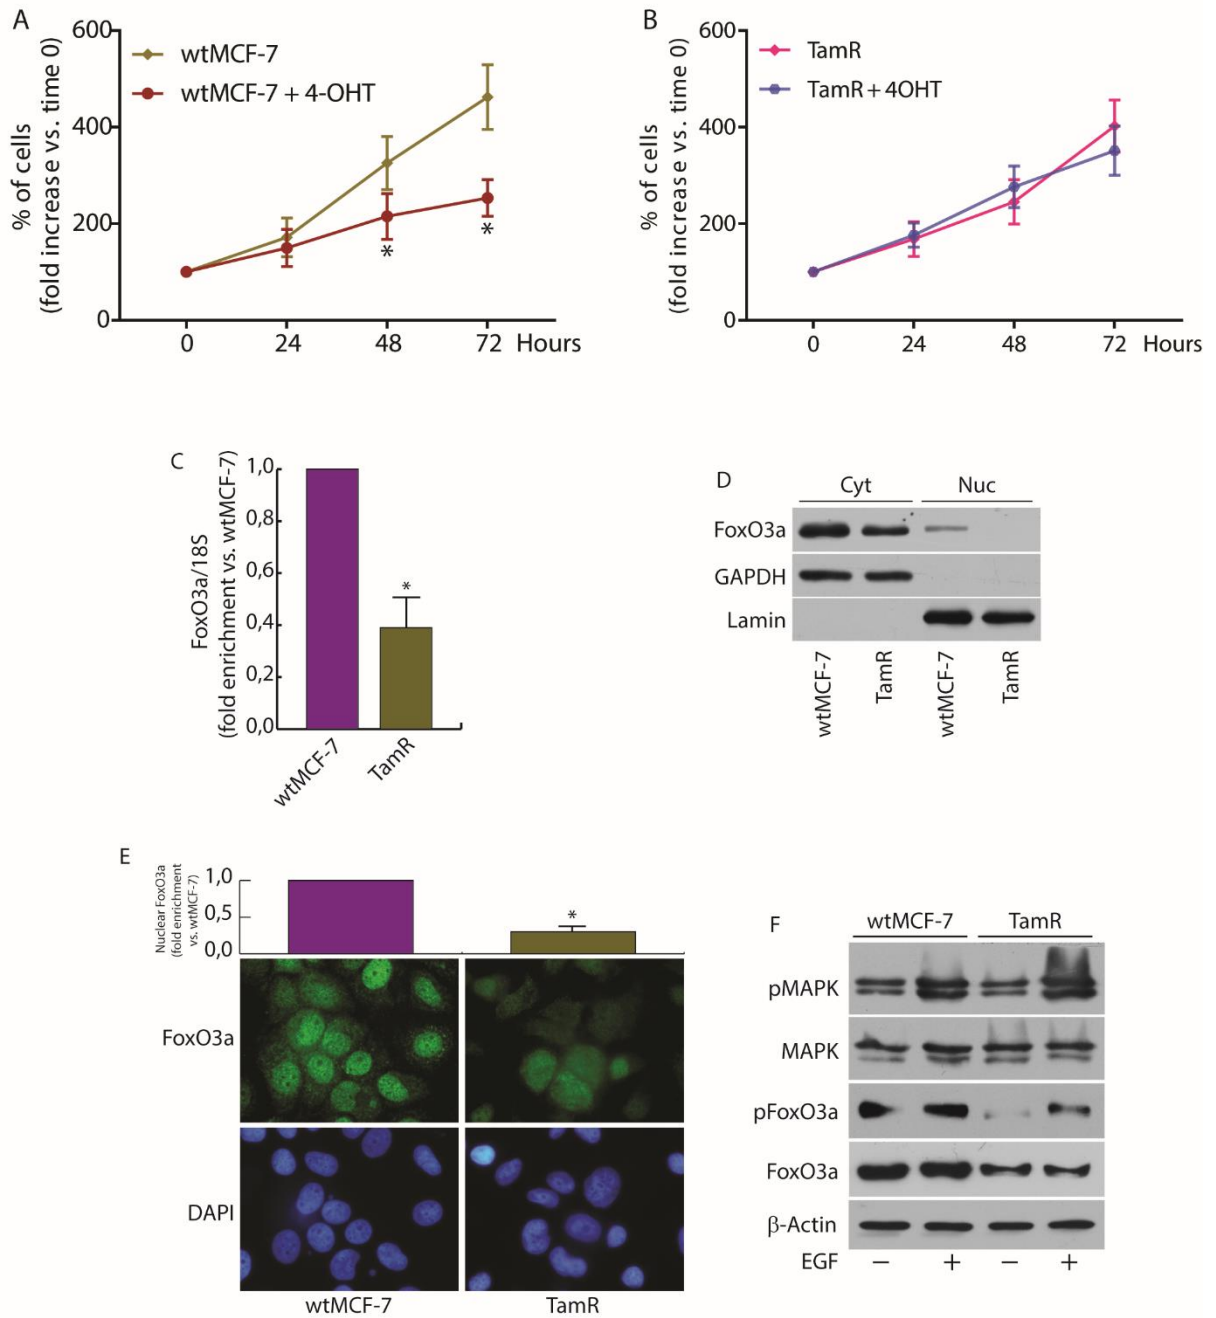 A
600
400
200
0
% of cells
(fold increase vs. time 0)
wtMCF-7
wtMCF-7 + 4-OHT
*
*
0 24 48 72 Hours
B
600
400
200
0
% of cells
(fold increase vs. time 0)
TamR
TamR + 4OHT
0 24 48 72 Hours
C
FoxO3a/18S
(fold enrichment vs. wtMCF-7)
1,0
0,8
0,6
0,4
0,2
0,0
*
wtMCF-7
TamR
D
Cyt Nuc
FoxO3a
GAPDH
Lamin
wtMCF-7
TamR
wtMCF-7
TamR
E
Nuclear FoxO3a
(fold enrichment
vs. wtMCF-7)
1,0
0,5
0,0
*
FoxO3a
DAPI
wtMCF-7 TamR
F
wtMCF-7 TamR
pMAPK
MAPK
pFoxO3a
FoxO3a
β-Actin
EGF − + − +